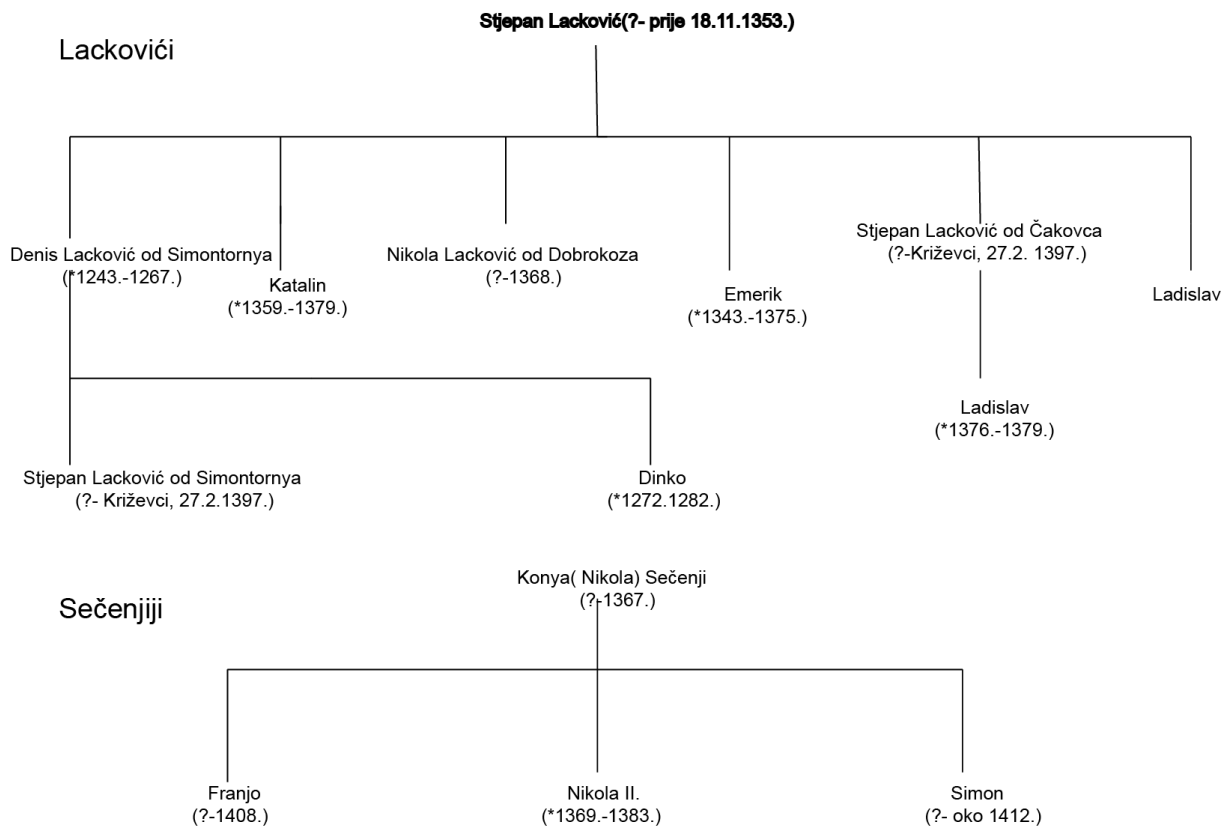 Stjepan Lacković(?- prije 18.11.1353.)
Lackovići
Denis Lacković od Simontornya
(*1243.-1267.)
Katalin
(*1359.-1379.)
Nikola Lacković od Dobrokoza
(?-1368.)
Emerik
(*1343.-1375.)
Stjepan Lacković od Čakovca
(?-Križevci, 27.2. 1397.)
Ladislav
Ladislav
(*1376.-1379.)
Stjepan Lacković od Simontornya
(?- Križevci, 27.2.1397.)
Dinko
(*1272.1282.)
Konya( Nikola) Sečenji
(?-1367.)
Sečenjiji
Franjo
(?-1408.)
Nikola II.
(*1369.-1383.)
Simon
(?- oko 1412.)